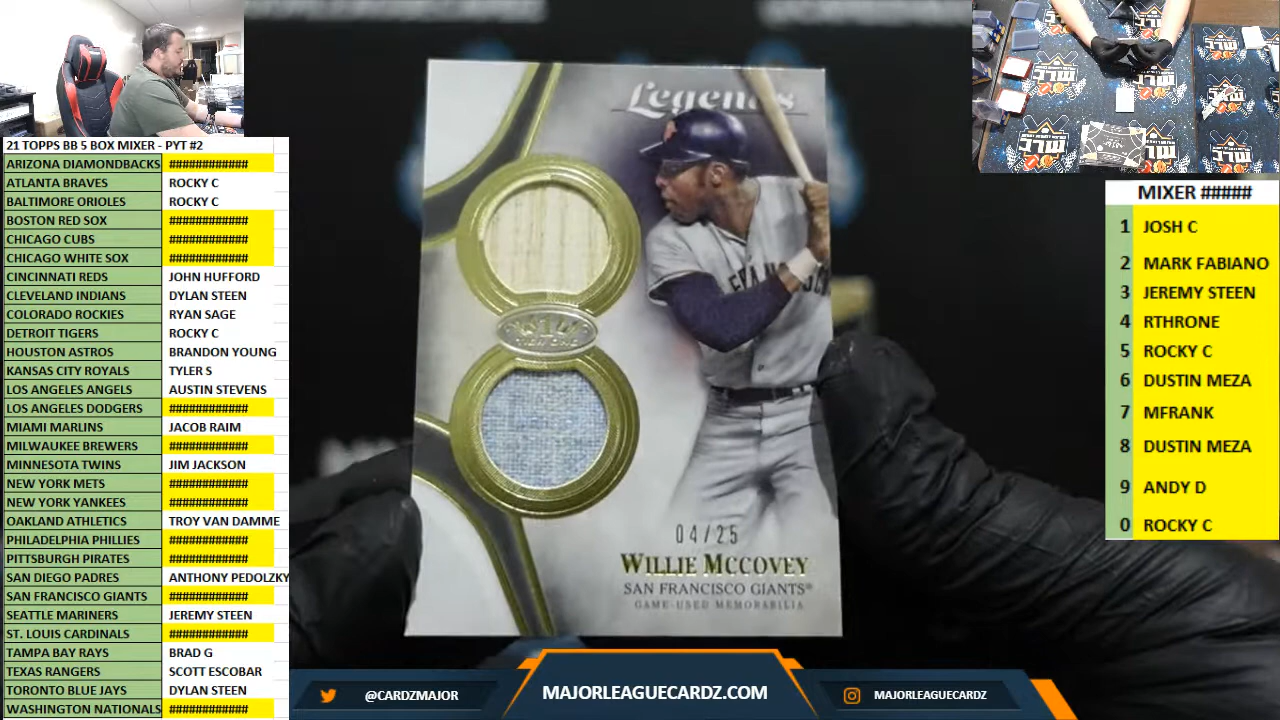 21 TOPPS BB 5 BOX MIXER - PYT #2
ARIZONA DIAMONDBACKS ############
ATLANTA BRAVES ROCKY C
BALTIMORE ORIOLES ROCKY C
BOSTON RED SOX ############
CHICAGO CUBS ############
CHICAGO WHITE SOX ############
CINCINNATI REDS JOHN HUFFORD
CLEVELAND INDIANS DYLAN STEEN
COLORADO ROCKIES RYAN SAGE
DETROIT TIGERS ROCKY C
HOUSTON ASTROS BRANDON YOUNG
KANSAS CITY ROYALS TYLER S
LOS ANGELES ANGELS AUSTIN STEVENS
LOS ANGELES DODGERS ############
MIAMI MARLINS JACOB RAIM
MILWAUKEE BREWERS ############
MINNESOTA TWINS JIM JACKSON
NEW YORK METS ############
NEW YORK YANKEES ############
OAKLAND ATHLETICS TROY VAN DAMME
PHILADELPHIA PHILLIES ############
PITTSBURGH PIRATES ############
SAN DIEGO PADRES ANTHONY PEDOLZKY
SAN FRANCISCO GIANTS ############
SEATTLE MARINERS JEREMY STEEN
ST. LOUIS CARDINALS ############
TAMPA BAY RAYS BRAD G
TEXAS RANGERS SCOTT ESCOBAR
TORONTO BLUE JAYS DYLAN STEEN
WASHINGTON NATIONALS ############
Legends
TIER ONE
04/25
WILLIE MCCOVEY
SAN FRANCISCO GIANTS®
GAME-USED MEMORABILIA
MIXER #####
1 JOSH C
2 MARK FABIANO
3 JEREMY STEEN
4 RTHRONE
5 ROCKY C
6 DUSTIN MEZA
7 MFRANK
8 DUSTIN MEZA
9 ANDY D
0 ROCKY C
@CARDZMAJOR
MAJORLEAGUECARDZ.COM
MAJORLEAGUECARDZ